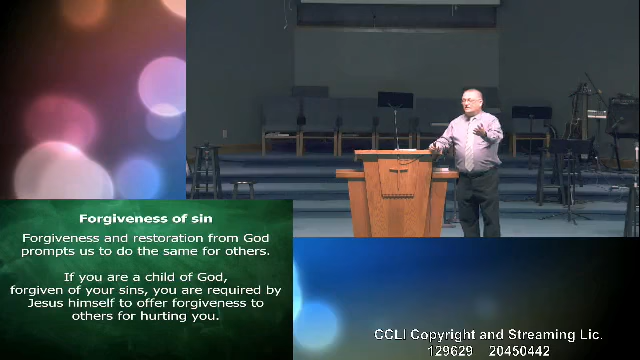 Forgiveness of sin
Forgiveness and restoration from God
prompts us to do the same for others.
If you are a child of God,
forgiven of your sins, you are required by
Jesus himself to offer forgiveness to
others for hurting you.
CCLI Copyright and Streaming Lic.
129629 20450442